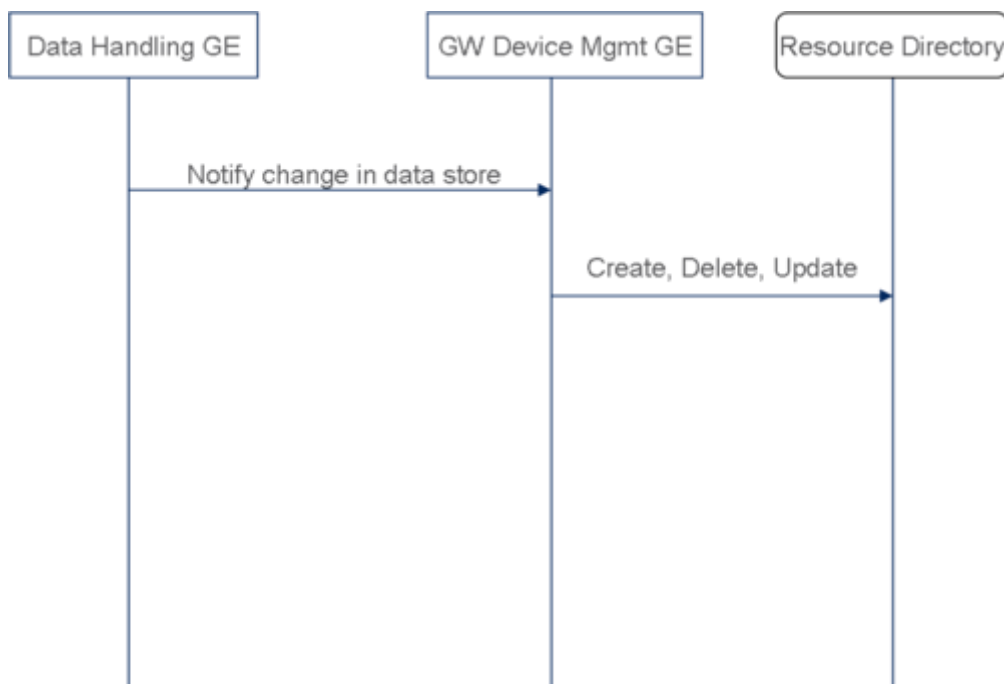 Data Handling GE
GW Device Mgmt GE
Resource Directory
Notify change in data store
Create, Delete, Update